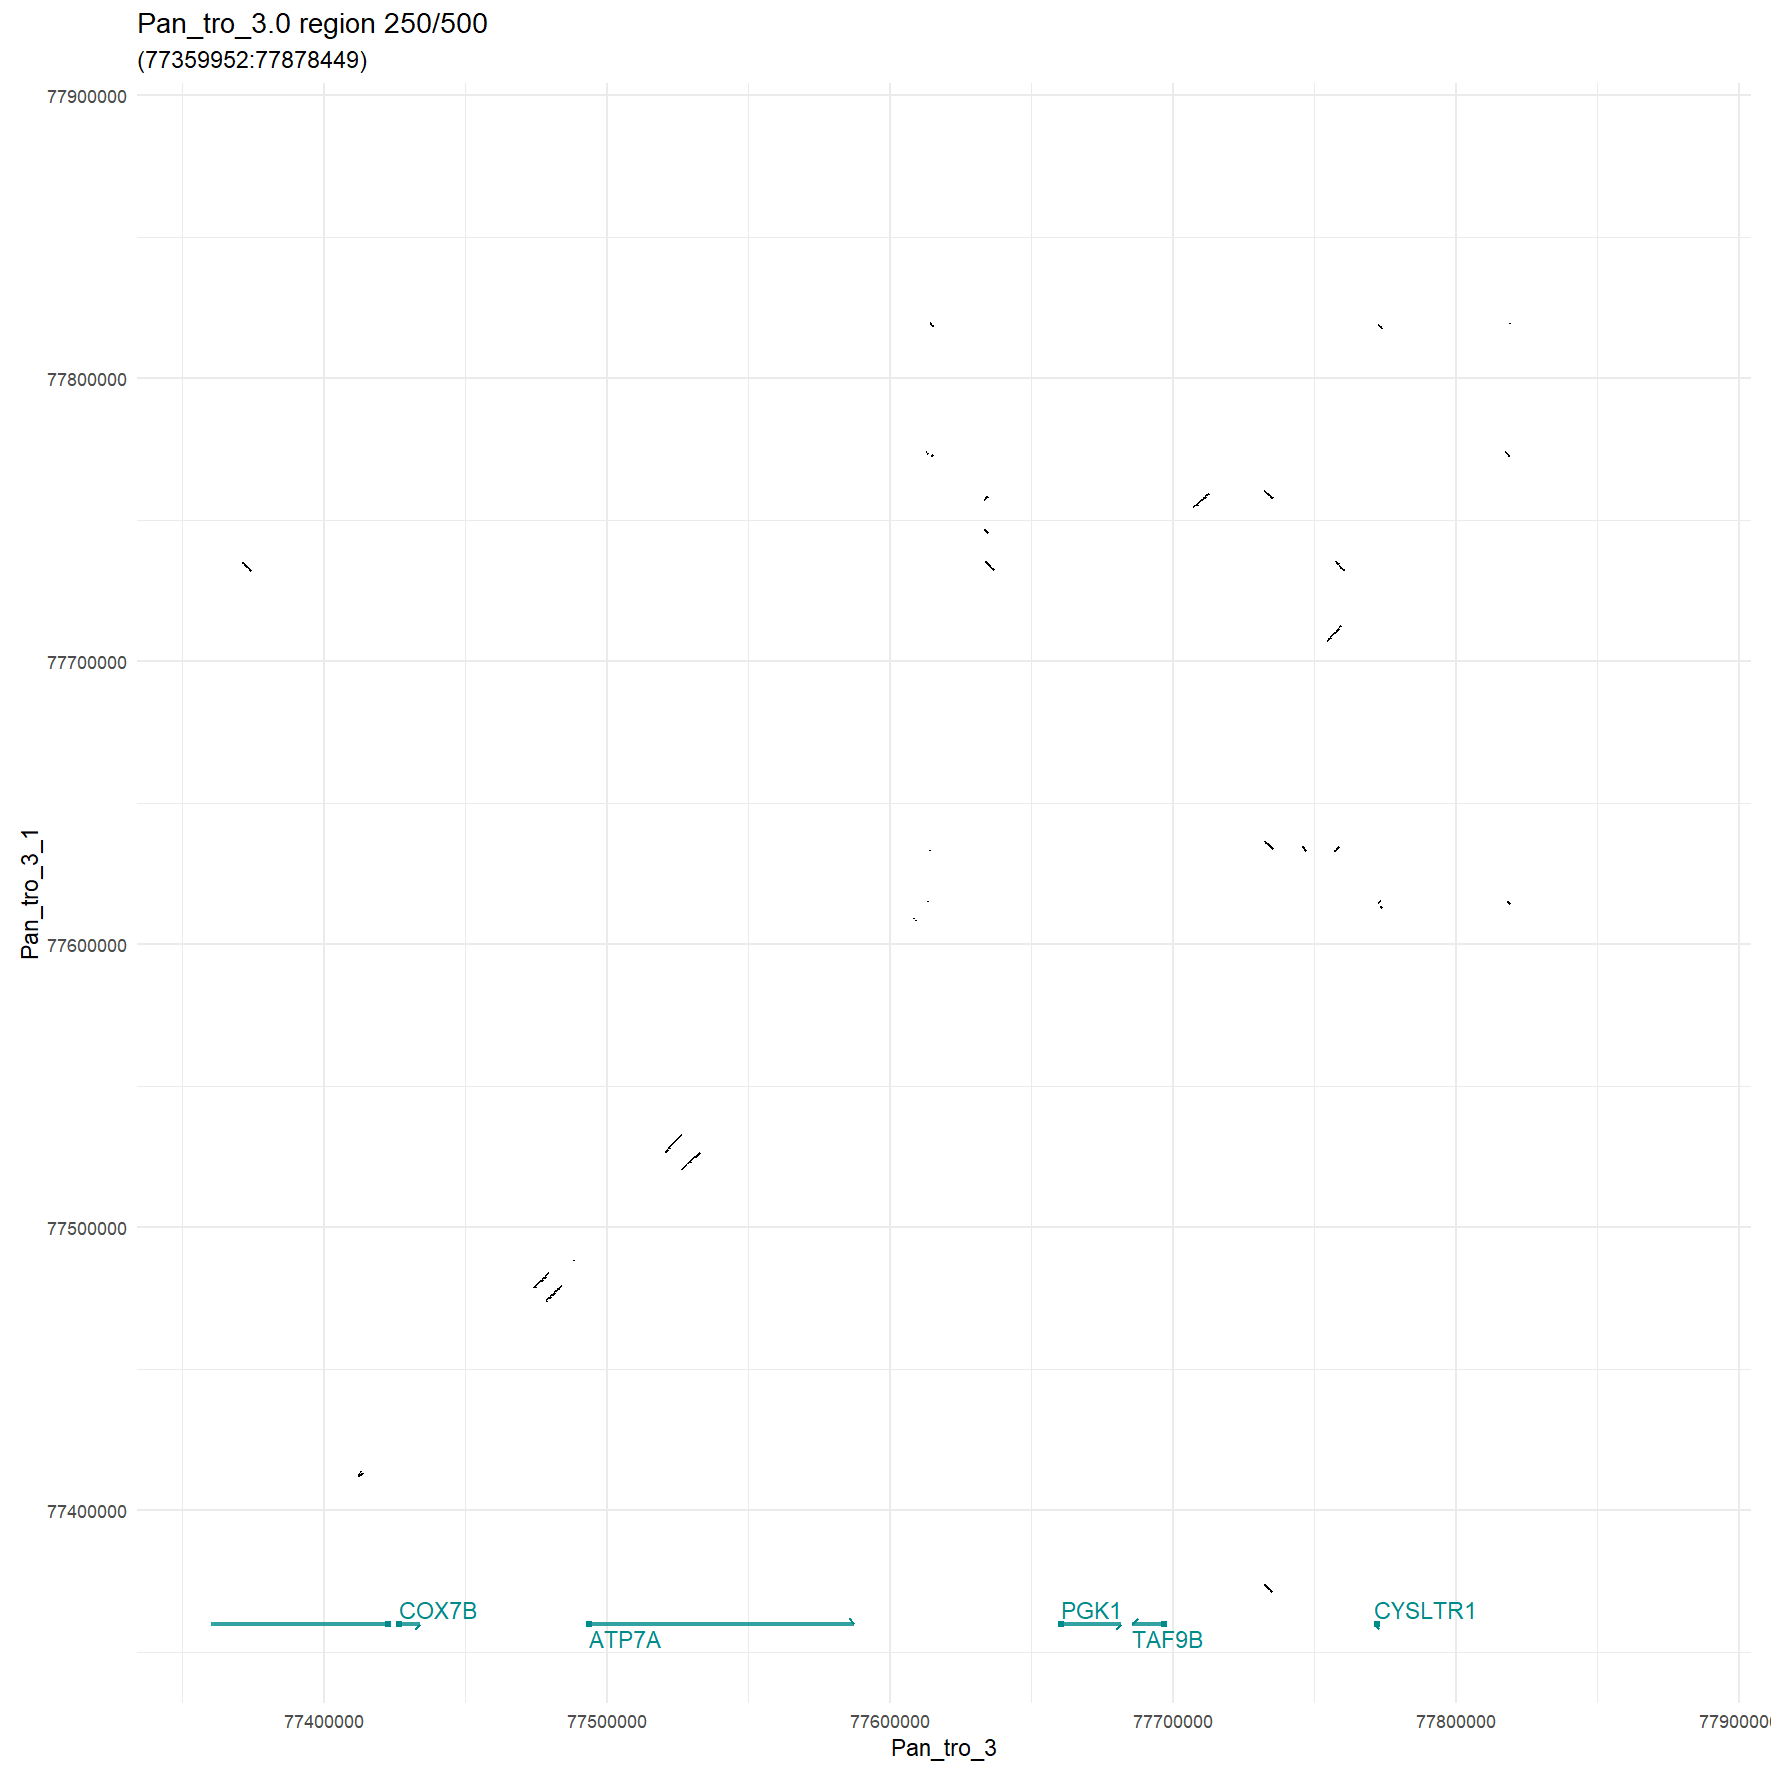 Pan_tro_3.0 region 250/500
(77359952:77878449)
77900000
77800000
77700000
77600000
77500000
77400000
Pan_tro_3_1
COX7B
ATP7A
PGK1
TAF9B
CYSLTR1
77400000 77500000 77600000 77700000 77800000 7790000
Pan_tro_3